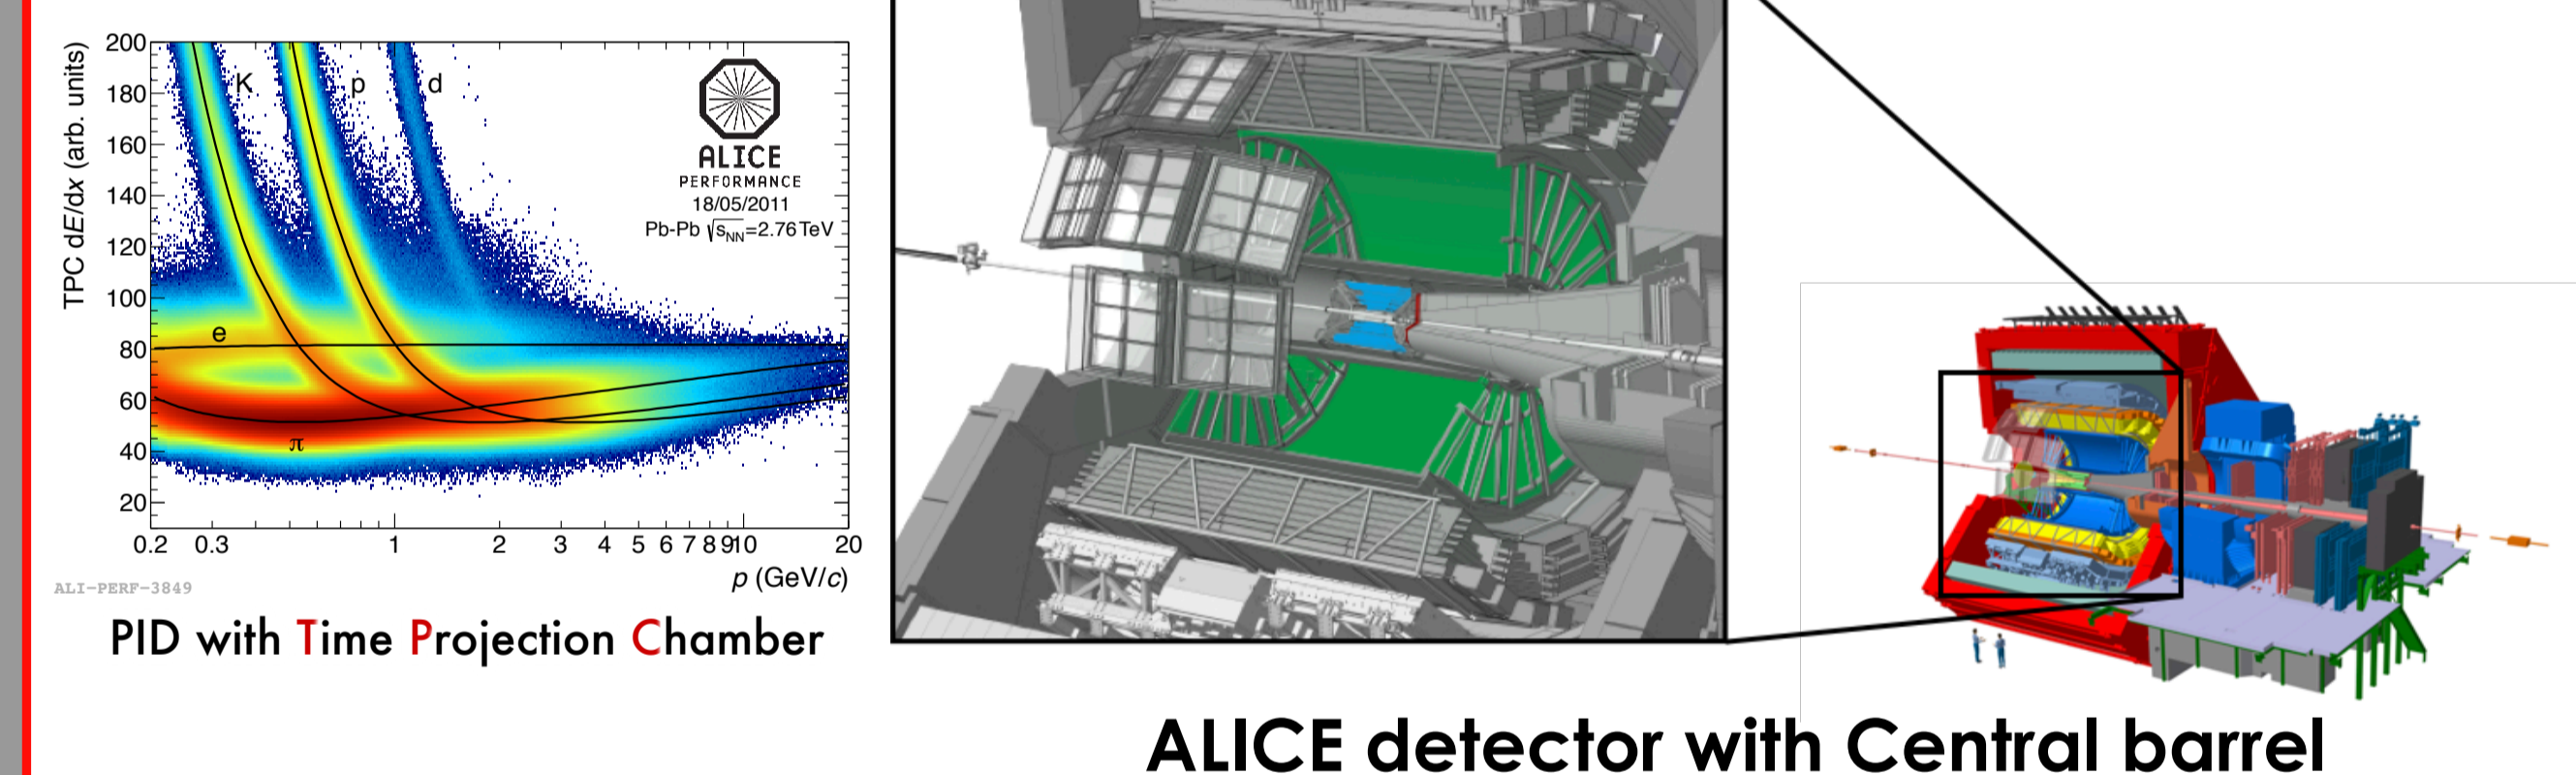 TPC dE/dx (arb. units)
200
180
160
140
120
100
80
60
40
20
K
p
d
e
π
ALICE
PERFORMANCE
18/05/2011
Pb-Pb √sNN=2.76TeV
0.2 0.3 1 2 3 4 5 6 7 8 9 10 20
p (GeV/c)
ALI-PERF-3849
PID with Time Projection Chamber
ALICE detector with Central barrel